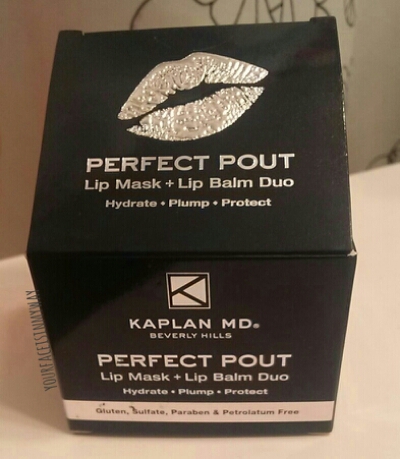 PERFECT POUT
Lip Mask + Lip Balm Duo
Hydrate • Plump • Protect
KAPLAN MD®
BEVERLY HILLS
PERFECT POUT
Lip Mask + Lip Balm Duo
Hydrate • Plump • Protect
Gluten, Sulfate, Paraben & Petrolatum Free
YOURFACEISINMYWAY